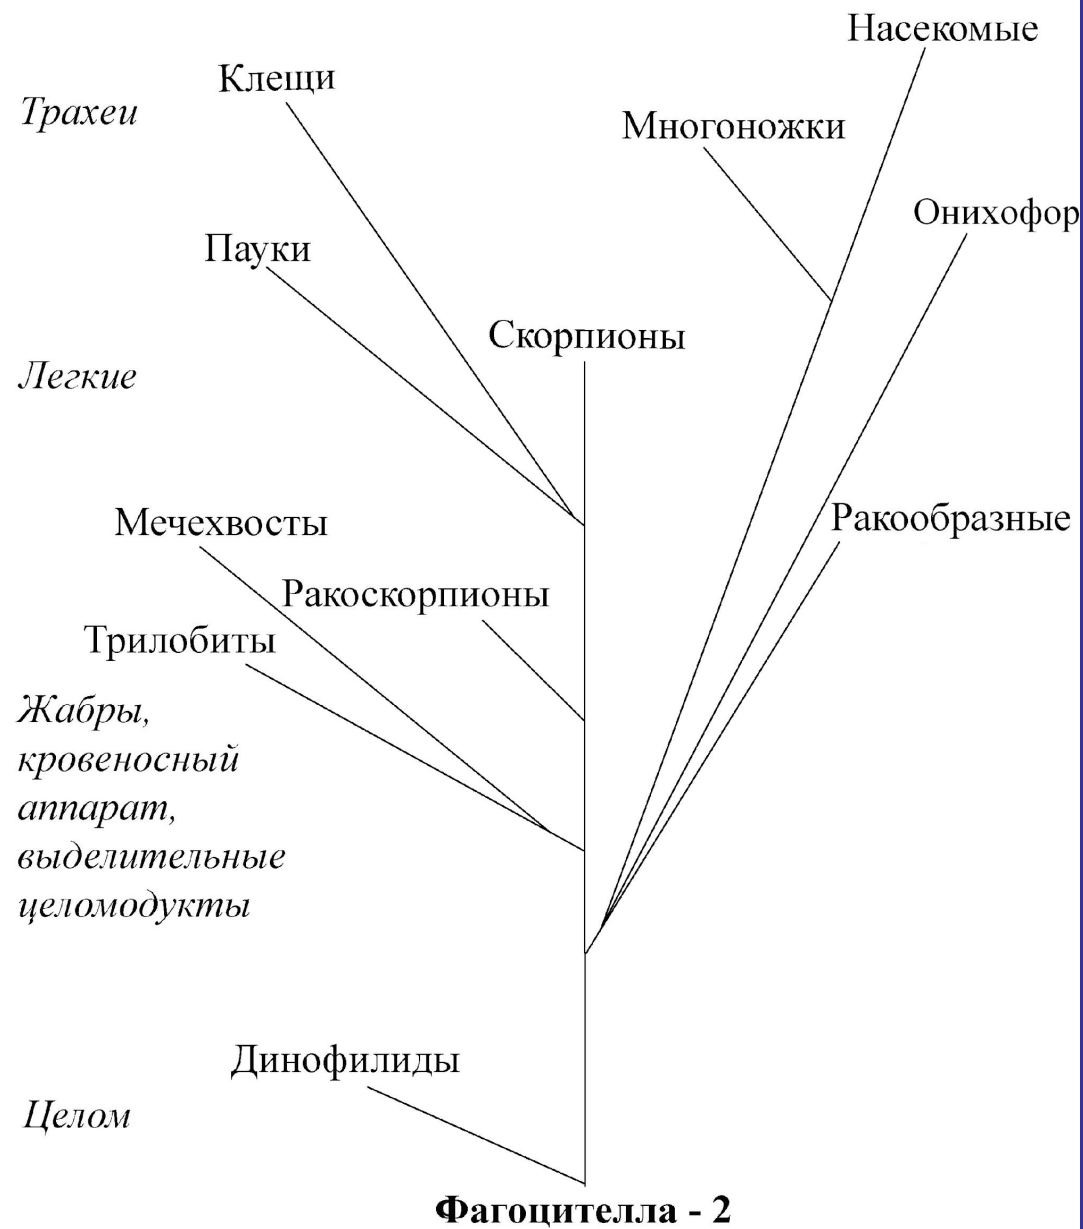 Насекомые
Клещи
Трахеи
Многоножки
Онихофор
Пауки
Скорпионы
Легкие
Мечехвосты
Ракообразные
Ракоскорпионы
Трилобиты
Жабры,
кровеносный
аппарат,
выделительные
целомодукты
Динофилиды
Целом
Фагоцителла - 2